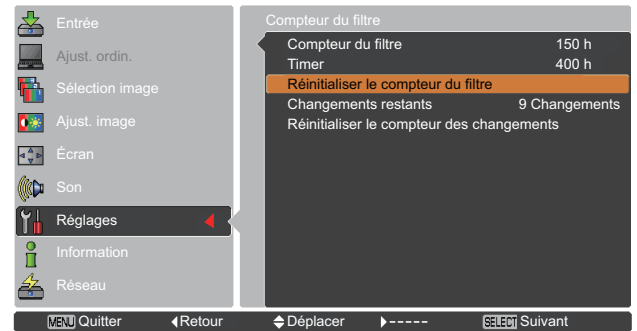 Entrée
Ajust. ordin.
Sélection image
Ajust. image
Écran
Son
Réglages
Information
Réseau
Compteur du filtre
Compteur du filtre 150 h
Timer 400 h
Réinitialiser le compteur du filtre
Changements restants 9 Changements
Réinitialiser le compteur des changements
MENU Quitter Retour Déplacer ----- SELECT Suivant